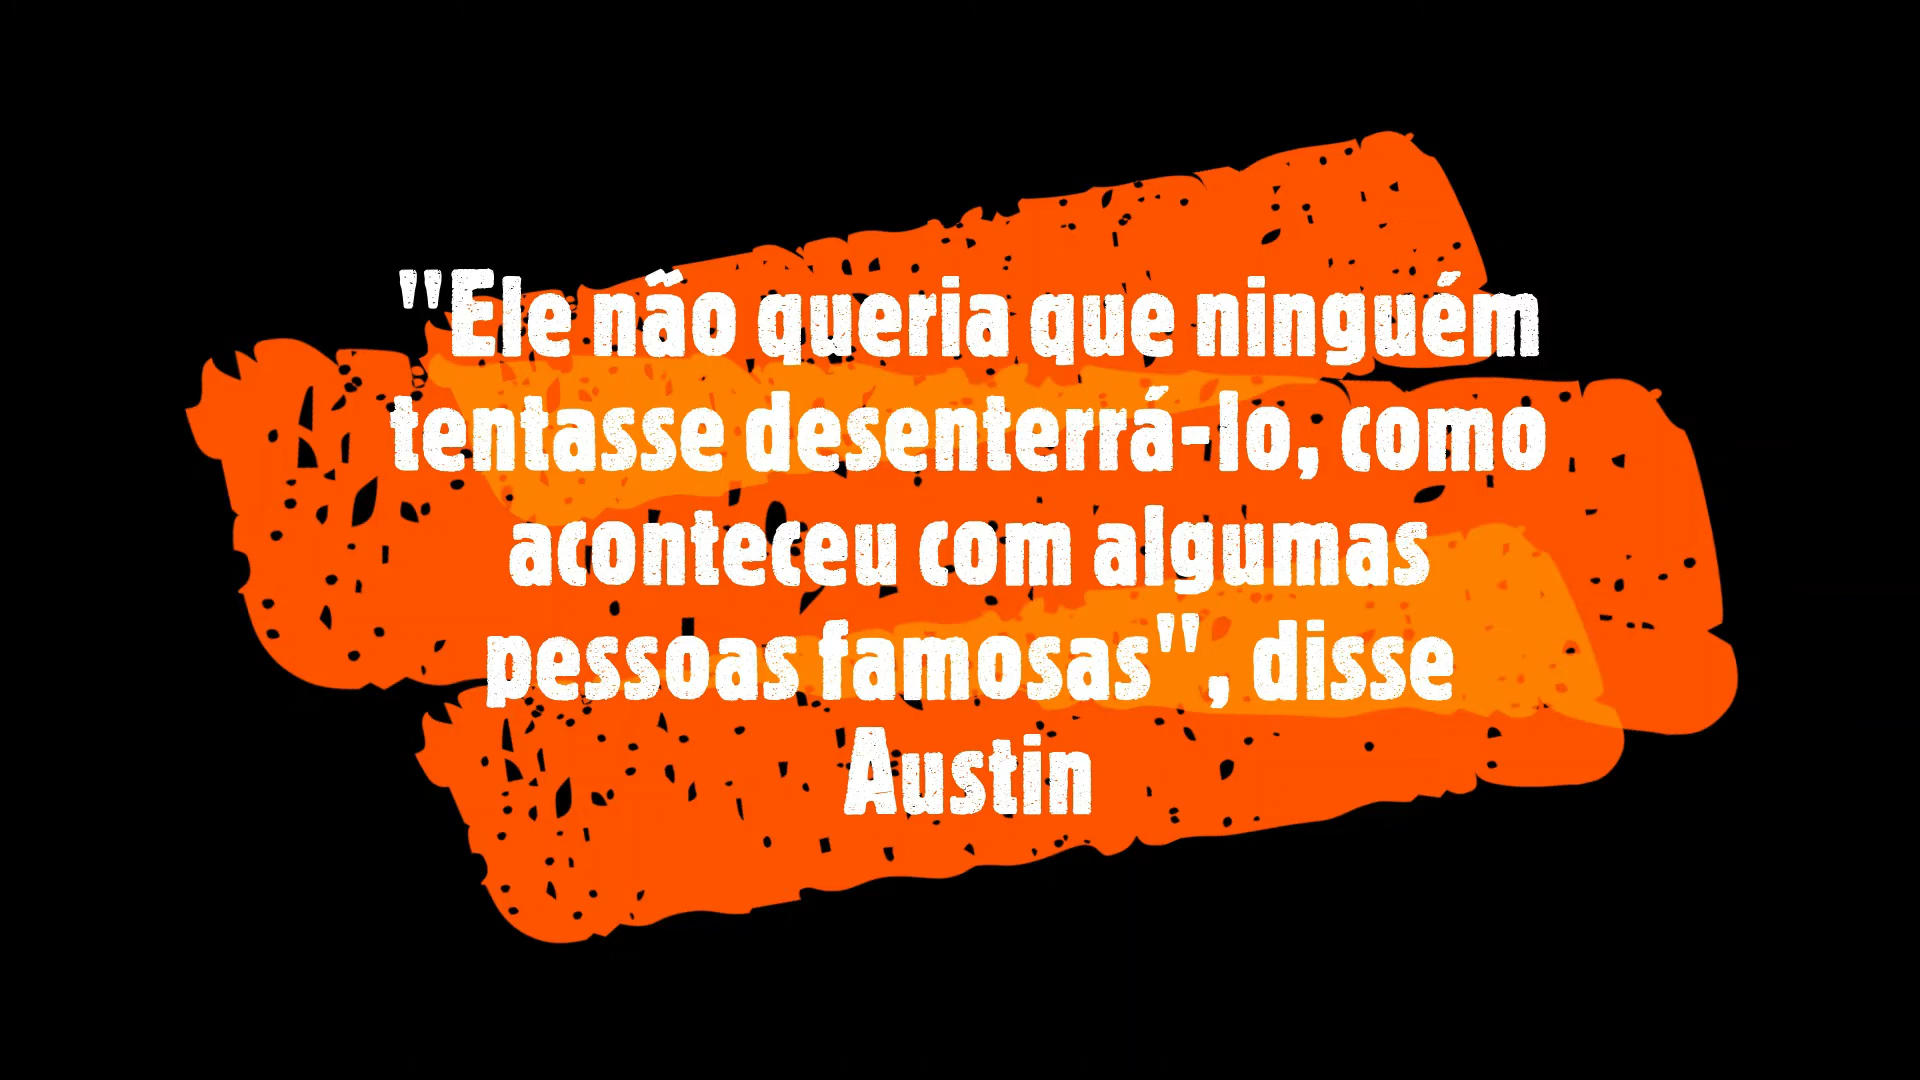 "Ele não queria que ninguém
tentasse desenterrá-lo, como
aconteceu com algumas
pessoas famosas", disse
Austin